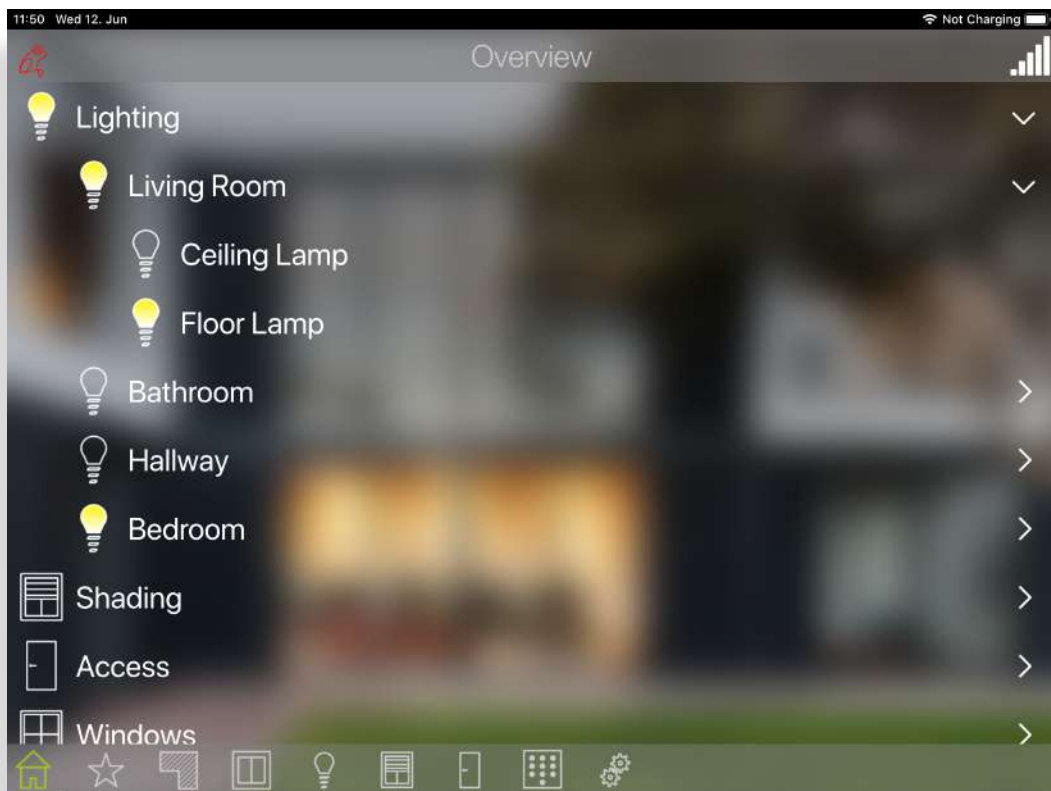 11:50 Wed 12. Jun Not Charging
Overview
Lighting
Living Room
Ceiling Lamp
Floor Lamp
Bathroom
Hallway
Bedroom
Shading
Access
Windows